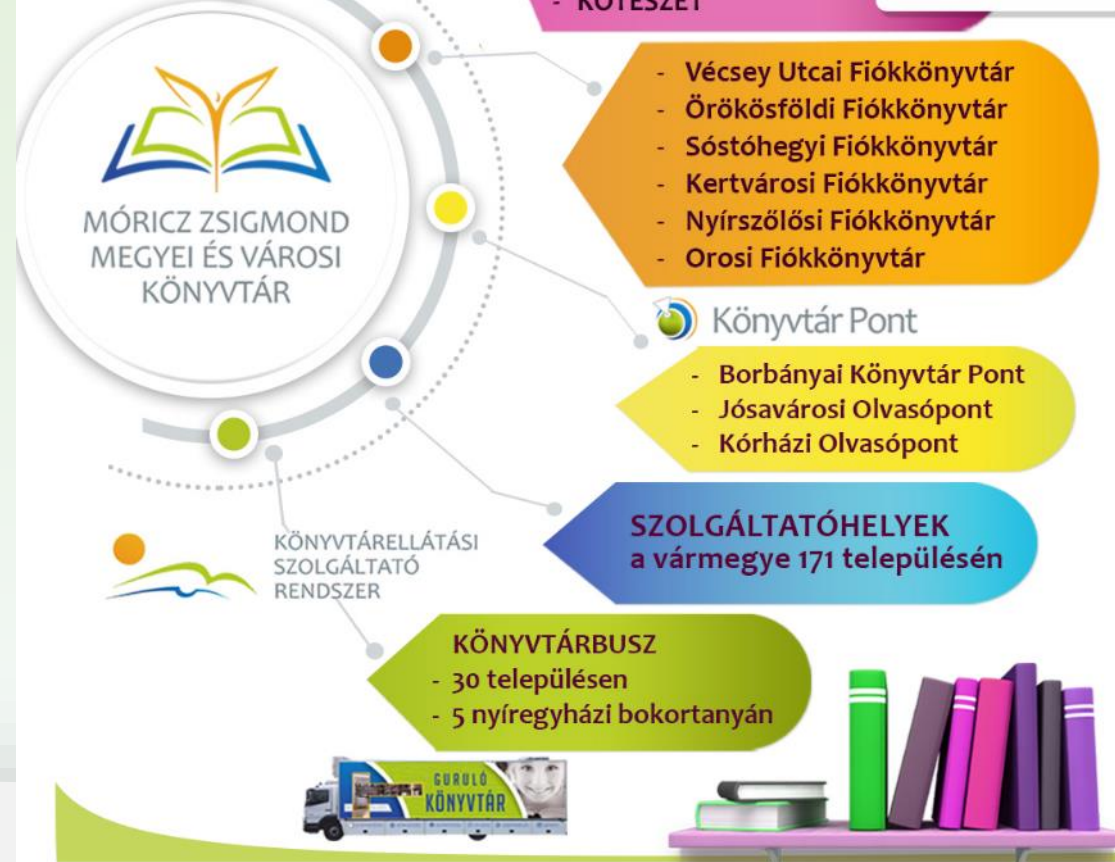 - KÖTÉSZET
- Vécsey Utcai Fiókkönyvtár
- Örökösföldi Fiókkönyvtár
- Sóstóhegyi Fiókkönyvtár
- Kertvárosi Fiókkönyvtár
- Nyírszőlősi Fiókkönyvtár
- Orosi Fiókkönyvtár
MÓRICZ ZSIGMOND
MEGYEI ÉS VÁROSI
KÖNYVTÁR
Könyvtár Pont
- Borbányai Könyvtár Pont
- Jósavárosi Olvasópont
- Kórházi Olvasópont
SZOLGÁLTATÓHELYEK
a vármegye 171 településén
KÖNYVTÁRELLÁTÁSI
SZOLGÁLTATÓ
RENDSZER
KÖNYVTÁRBUSZ
- 30 településen
- 5 nyíregyházi bokortanyán
GURULÓ
KÖNYVTÁR